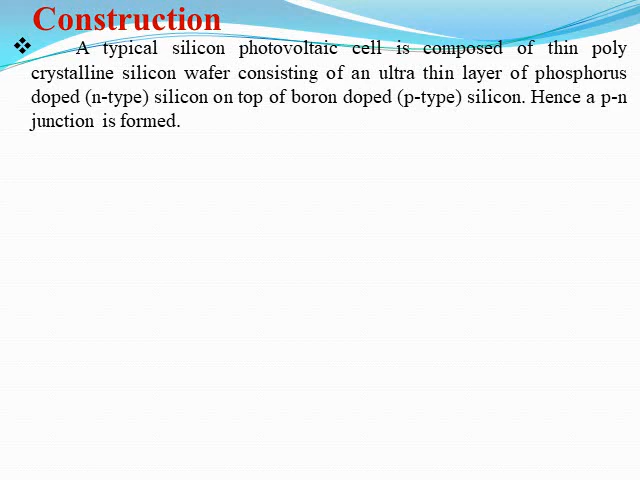 Construction
❖ A typical silicon photovoltaic cell is composed of thin poly
crystalline silicon wafer consisting of an ultra thin layer of phosphorus
doped (n-type) silicon on top of boron doped (p-type) silicon. Hence a p-n
junction is formed.